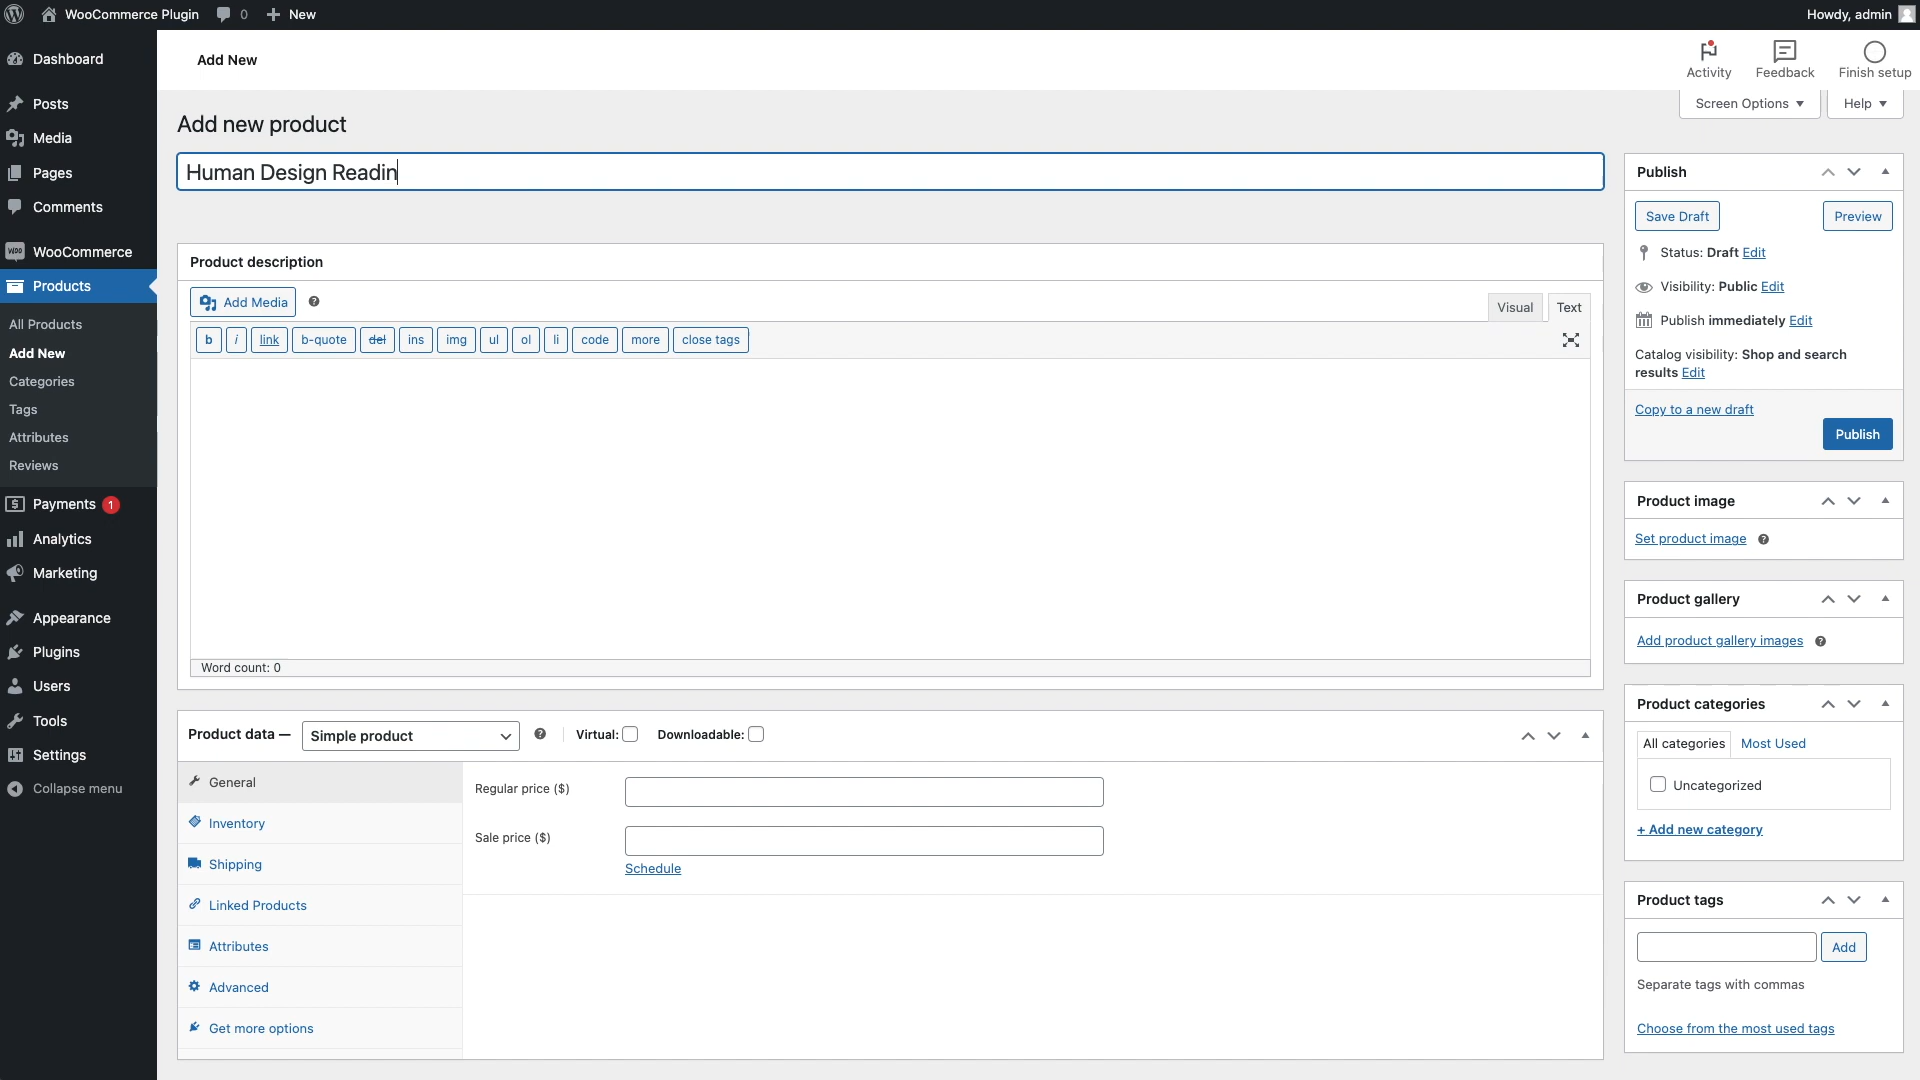 WooCommerce Plugin
0
New
Howdy, admin
Dashboard
Posts
Media
Pages
Comments
WooCommerce
Products
All Products
Add New
Categories
Tags
Attributes
Reviews
Payments 1
Analytics
Marketing
Appearance
Plugins
Users
Tools
Settings
Collapse menu
Add New
Activity
Feedback
Finish setup
Screen Options
Help
Add new product
Human Design Readin
Product description
Add Media
Visual
Text
b
i
link
b-quote
del
ins
img
ul
ol
li
code
more
close tags
Word count: 0
Product data —
Simple product
Virtual:
Downloadable:
General
Inventory
Shipping
Linked Products
Attributes
Advanced
Get more options
Regular price ($)
Sale price ($)
Schedule
Publish
Save Draft
Preview
Status: Draft Edit
Visibility: Public Edit
Publish immediately Edit
Catalog visibility: Shop and search
results Edit
Copy to a new draft
Publish
Product image
Set product image
Product gallery
Add product gallery images
Product categories
All categories
Most Used
Uncategorized
+ Add new category
Product tags
Add
Separate tags with commas
Choose from the most used tags